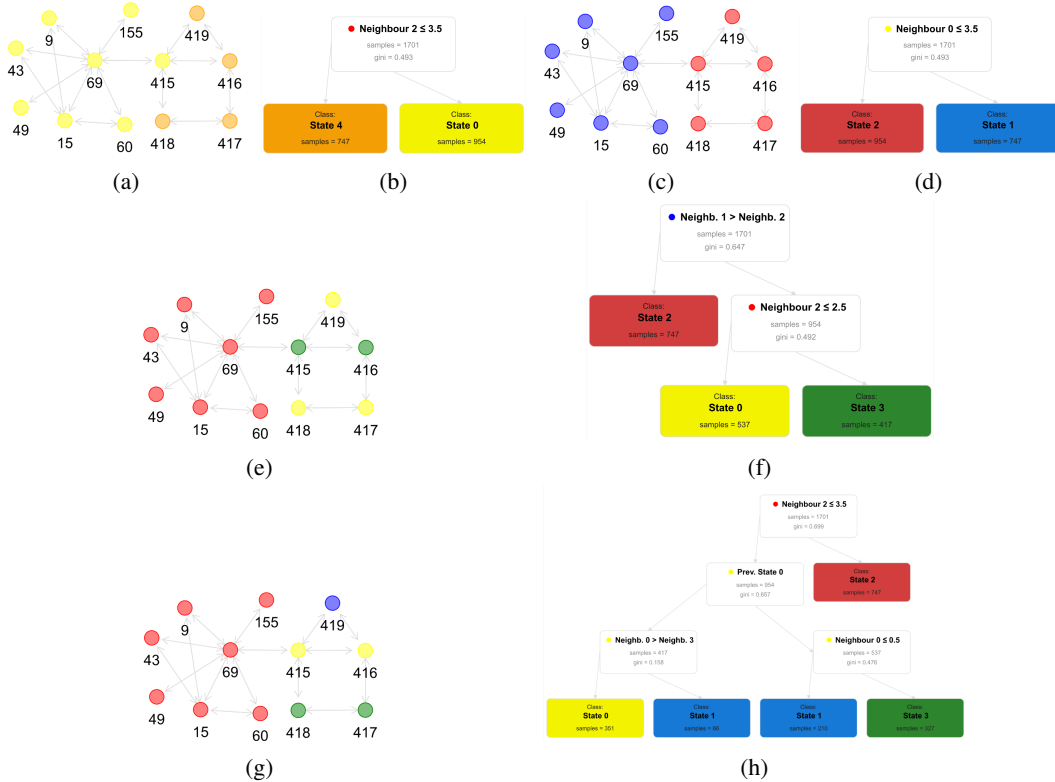 9
155
419
43
69
415
416
49
15
60
418
417
(a)
Neighbour 2 ≤ 3.5
samples = 1701
gini = 0.493
Class:
State 4
samples = 747
Class:
State 0
samples = 954
(b)
9
155
419
43
69
415
416
49
15
60
418
417
(c)
Neighbour 0 ≤ 3.5
samples = 1701
gini = 0.493
Class:
State 2
samples = 954
Class:
State 1
samples = 747
(d)
9
155
419
43
69
415
416
49
15
60
418
417
(e)
Neighb. 1 > Neighb. 2
samples = 1701
gini = 0.647
Class:
State 2
samples = 747
Neighbour 2 ≤ 2.5
samples = 954
gini = 0.492
Class:
State 0
samples = 537
Class:
State 3
samples = 417
(f)
9
155
419
43
69
415
416
49
15
60
418
417
(g)
Neighbour 2 ≤ 3.5
samples = 1701
gini = 0.699
Prev. State 0
samples = 954
gini = 0.657
Class:
State 2
samples = 747
Neighb. 0 > Neighb. 3
samples = 417
gini = 0.158
Neighbour 0 ≤ 0.5
samples = 537
gini = 0.476
Class:
State 0
samples = 351
Class:
State 1
samples =
Class:
State 1
samples = 210
Class:
State 3
samples = 327
(h)